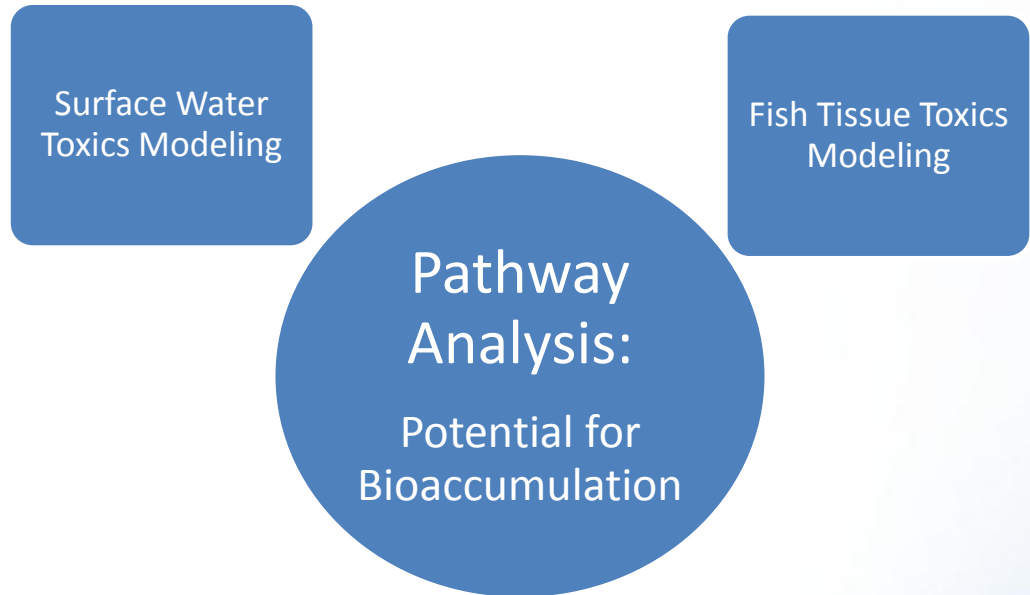 Surface Water
Toxics Modeling
Fish Tissue Toxics
Modeling
Pathway
Analysis:
Potential for
Bioaccumulation